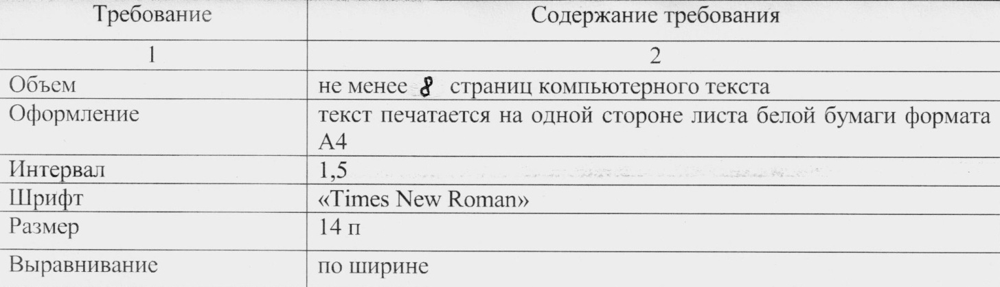 Требование Содержание требования
1 2
Объем не менее 8 страниц компьютерного текста
Оформление текст печатается на одной стороне листа белой бумаги формата
А4
Интервал 1,5
Шрифт «Times New Roman»
Размер 14 п
Выравнивание по ширине